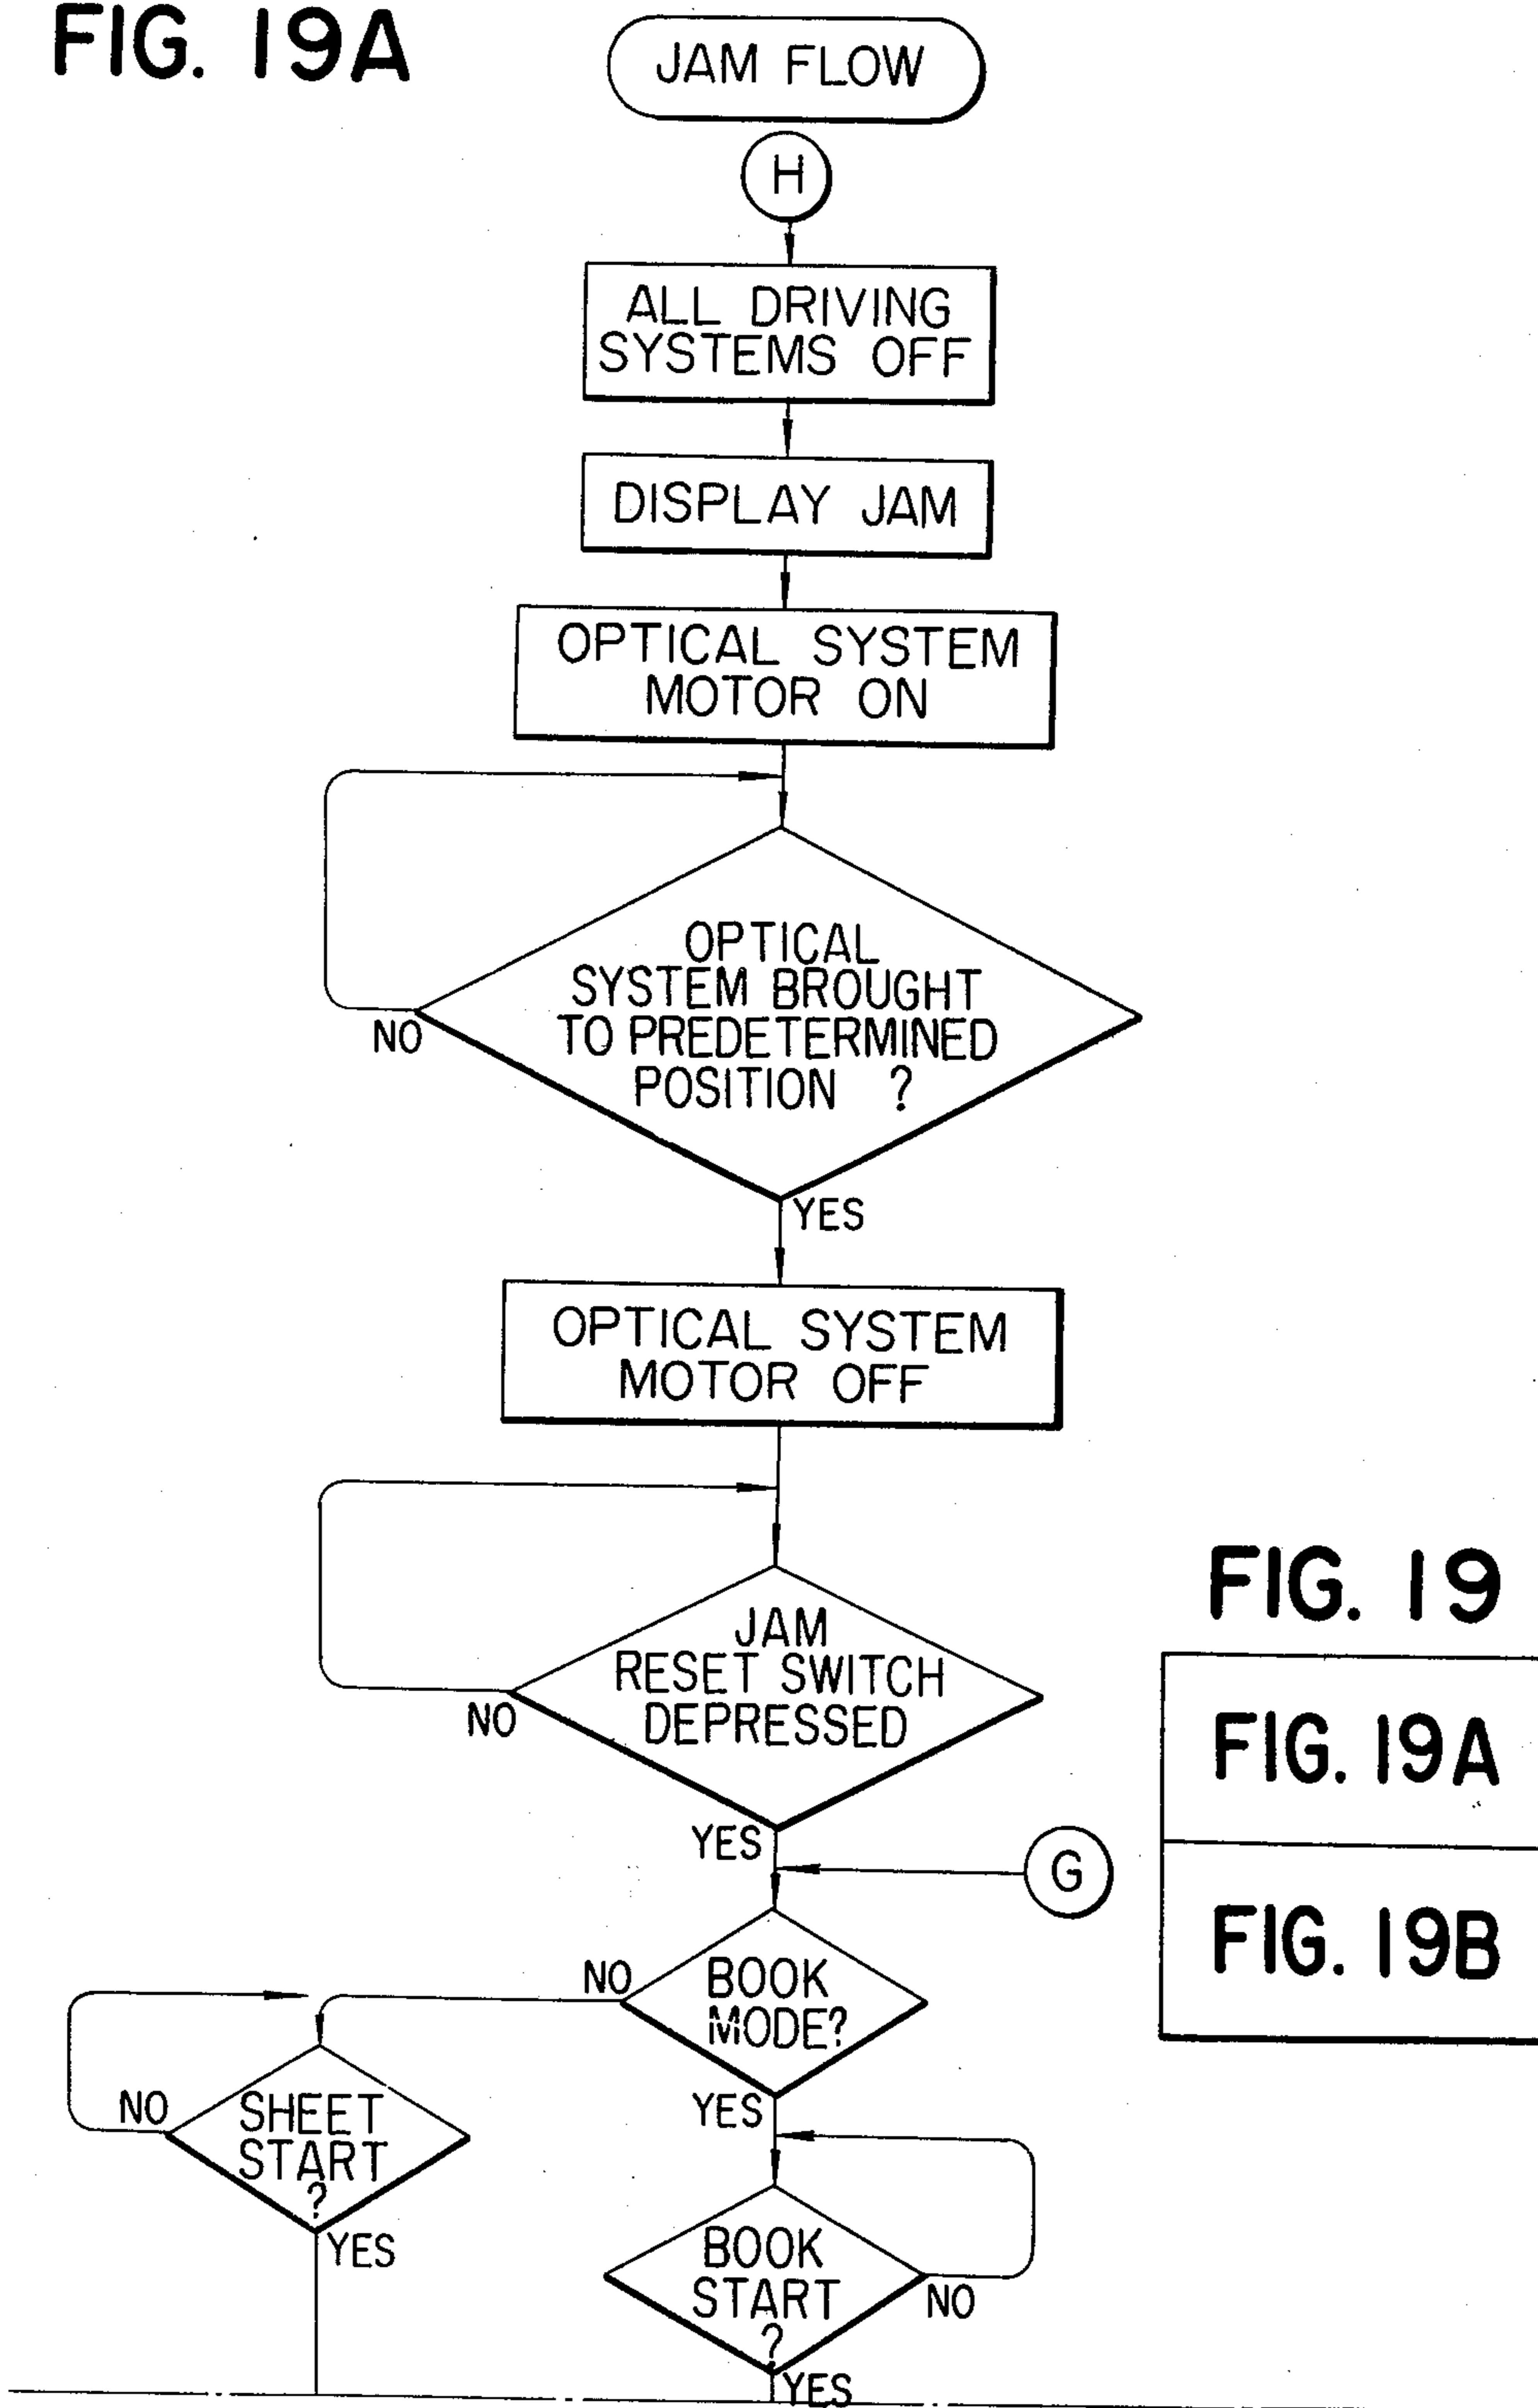 FIG. 19A
JAM FLOW
H
ALL DRIVING
SYSTEMS OFF
DISPLAY JAM
OPTICAL SYSTEM
MOTOR ON
OPTICAL
SYSTEM BROUGHT
TO PREDETERMINED
POSITION ?
NO
YES
OPTICAL SYSTEM
MOTOR OFF
JAM
RESET SWITCH
DEPRESSED
NO
YES
G
BOOK
MODE?
NO
YES
SHEET
START
?
NO
YES
BOOK
START
?
NO
YES
FIG. 19
FIG. 19A
FIG. 19B